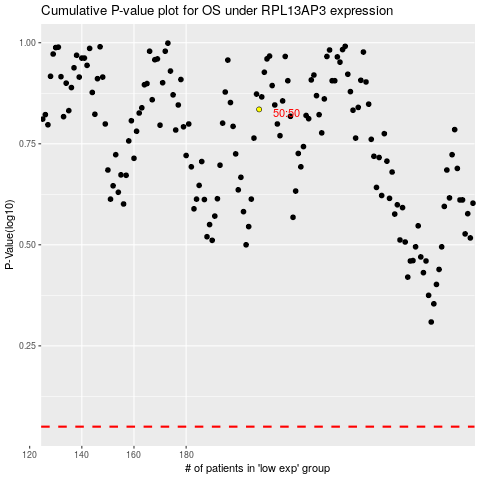 Cumulative P-value plot for OS under RPL13AP3 expression
P-Value(log10)
1.00
0.75
0.50
0.25
50:50
120 140 160 180
# of patients in 'low exp' group